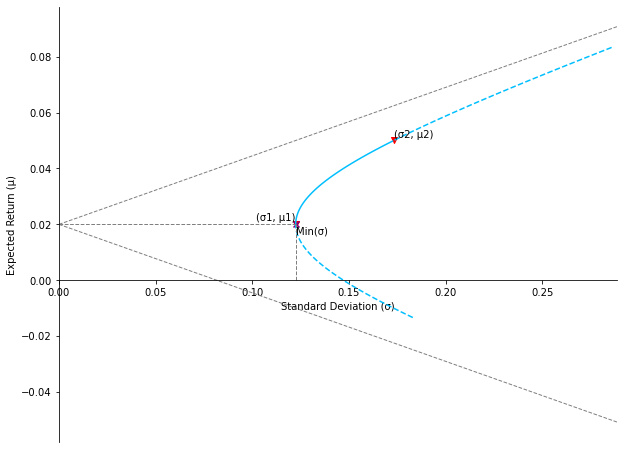 0.08
0.06
(σ2, μ2)
0.04
Expected Return (μ)
(σ1, μ1)
0.02
Min(σ)
0.00
0.00 0.05 0.10 0.15 0.20 0.25
Standard Deviation (σ)
−0.02
−0.04